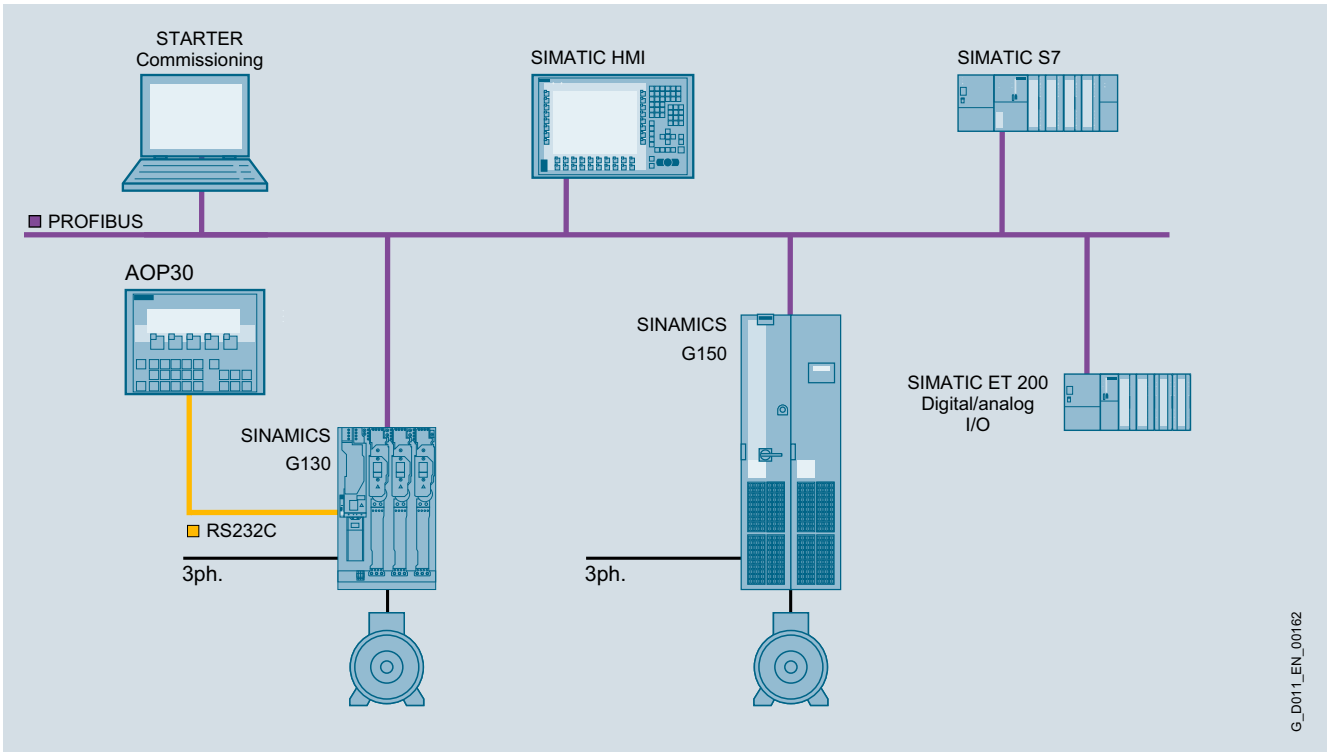 STARTER
Commissioning
SIMATIC HMI
SIMATIC S7
PROFIBUS
AOP30
SINAMICS
G130
RS232C
3ph.
SINAMICS
G150
3ph.
SIMATIC ET 200
Digital/analog
I/O
G_D011_EN_00162